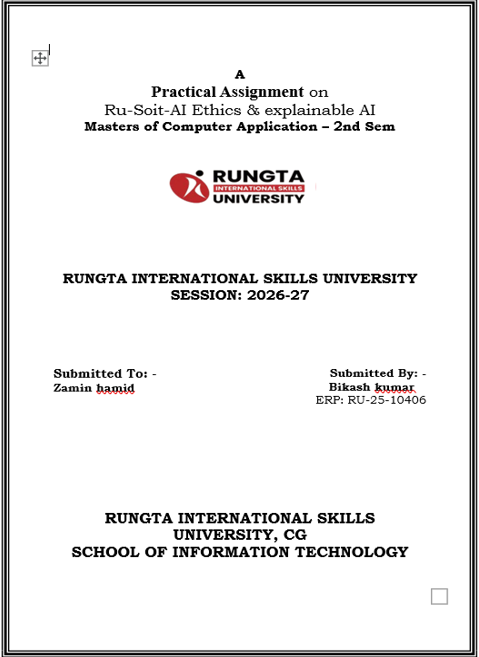 A
Practical Assignment on
Ru-Soit-AI Ethics & explainable AI
Masters of Computer Application – 2nd Sem
RUNGTA
INTERNATIONAL SKILLS
UNIVERSITY
RUNGTA INTERNATIONAL SKILLS UNIVERSITY
SESSION: 2026-27
Submitted To: -
Zamin hamid
Submitted By: -
Bikash kumar
ERP: RU-25-10406
RUNGTA INTERNATIONAL SKILLS
UNIVERSITY, CG
SCHOOL OF INFORMATION TECHNOLOGY